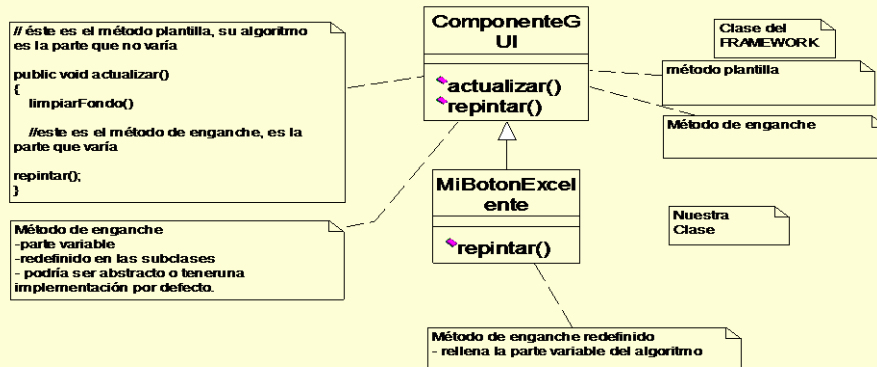 // éste es el método plantilla, su algoritmo
es la parte que no varía
public void actualizar()
{
limpiarFondo()
//este es el método de enganche, es la
parte que varía
repintar();
}
ComponenteG
UI
actualizar()
repintar()
Clase del
FRAMEWORK
método plantilla
Método de enganche
MiBotonExcel
ente
repintar()
Nuestra
Clase
Método de enganche
-parte variable
-redefinido en las subclases
- podría ser abstracto o teneruna
implementación por defecto.
Método de enganche redefinido
- rellena la parte variable del algoritmo